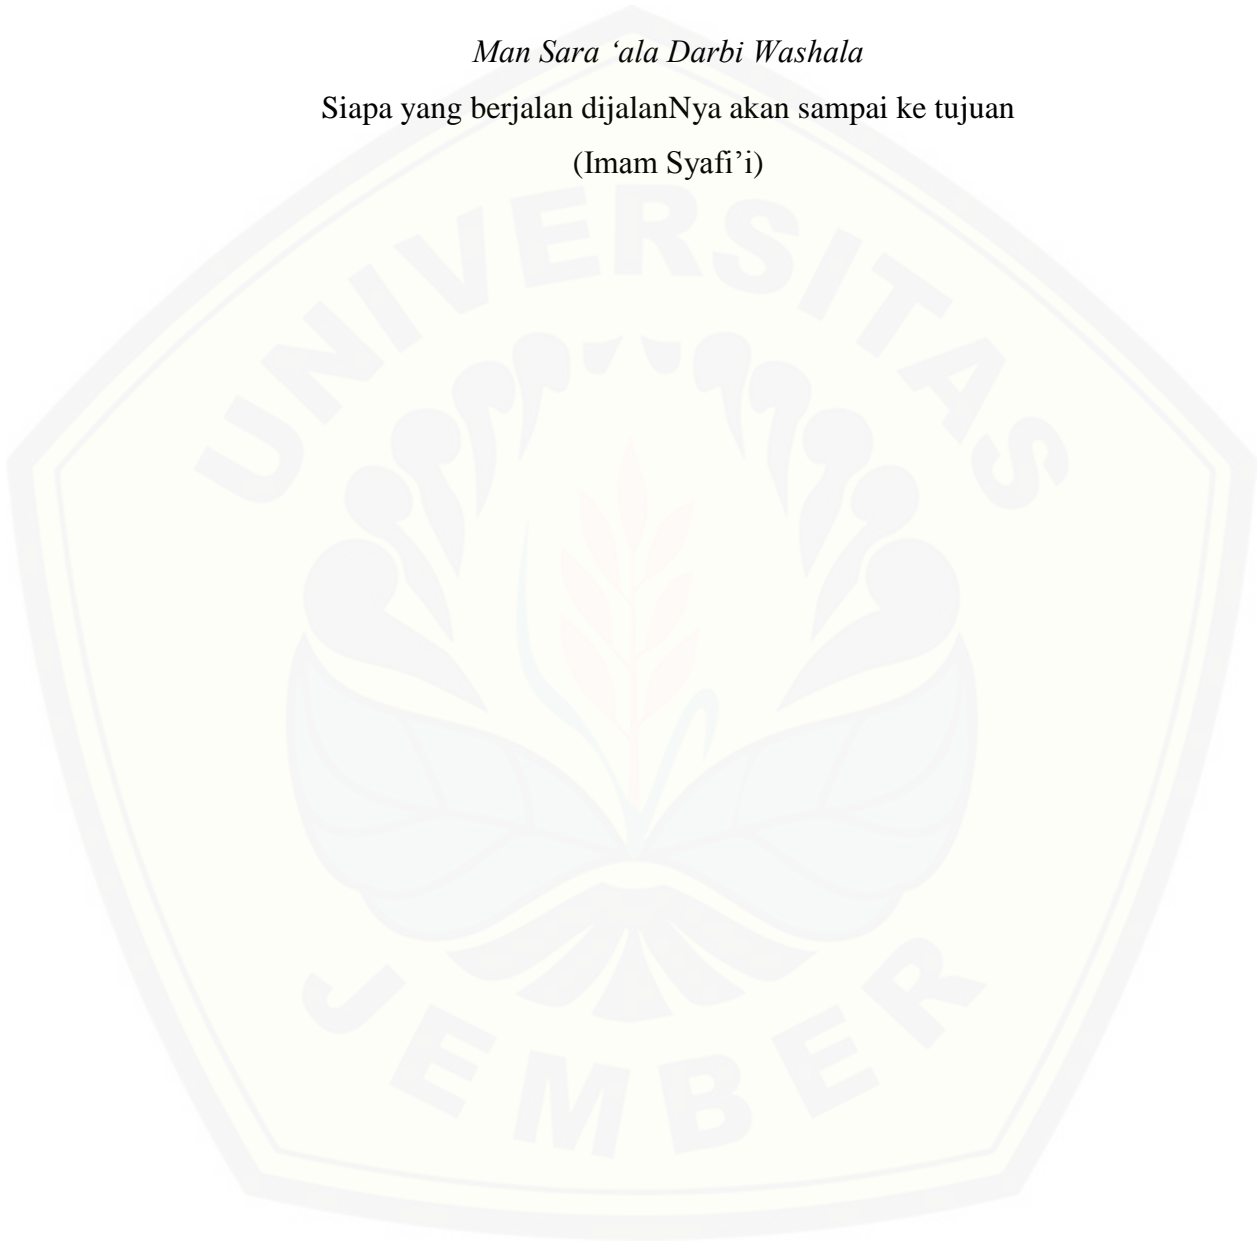 Man Sara ‘ala Darbi Washala
Siapa yang berjalan dijalanNya akan sampai ke tujuan
(Imam Syafi’i)
UNIVERSITAS
JEMBER